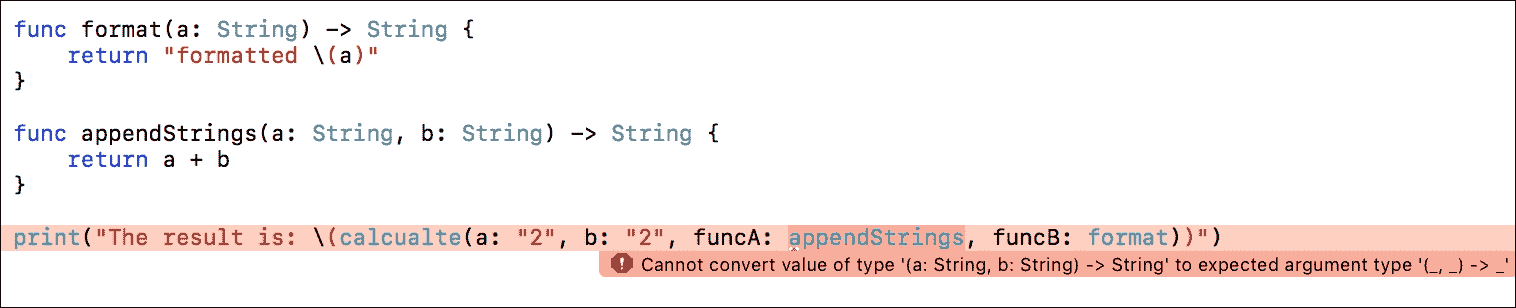 func format(a: String) -> String {
    return "formatted \(a)"
}
func appendStrings(a: String, b: String) -> String {
    return a + b
}
print("The result is: \(calcualte(a: "2", b: "2", funcA: appendStrings, funcB: format))")
Cannot convert value of type '(a: String, b: String) -> String' to expected argument type '(_, _) -> _'